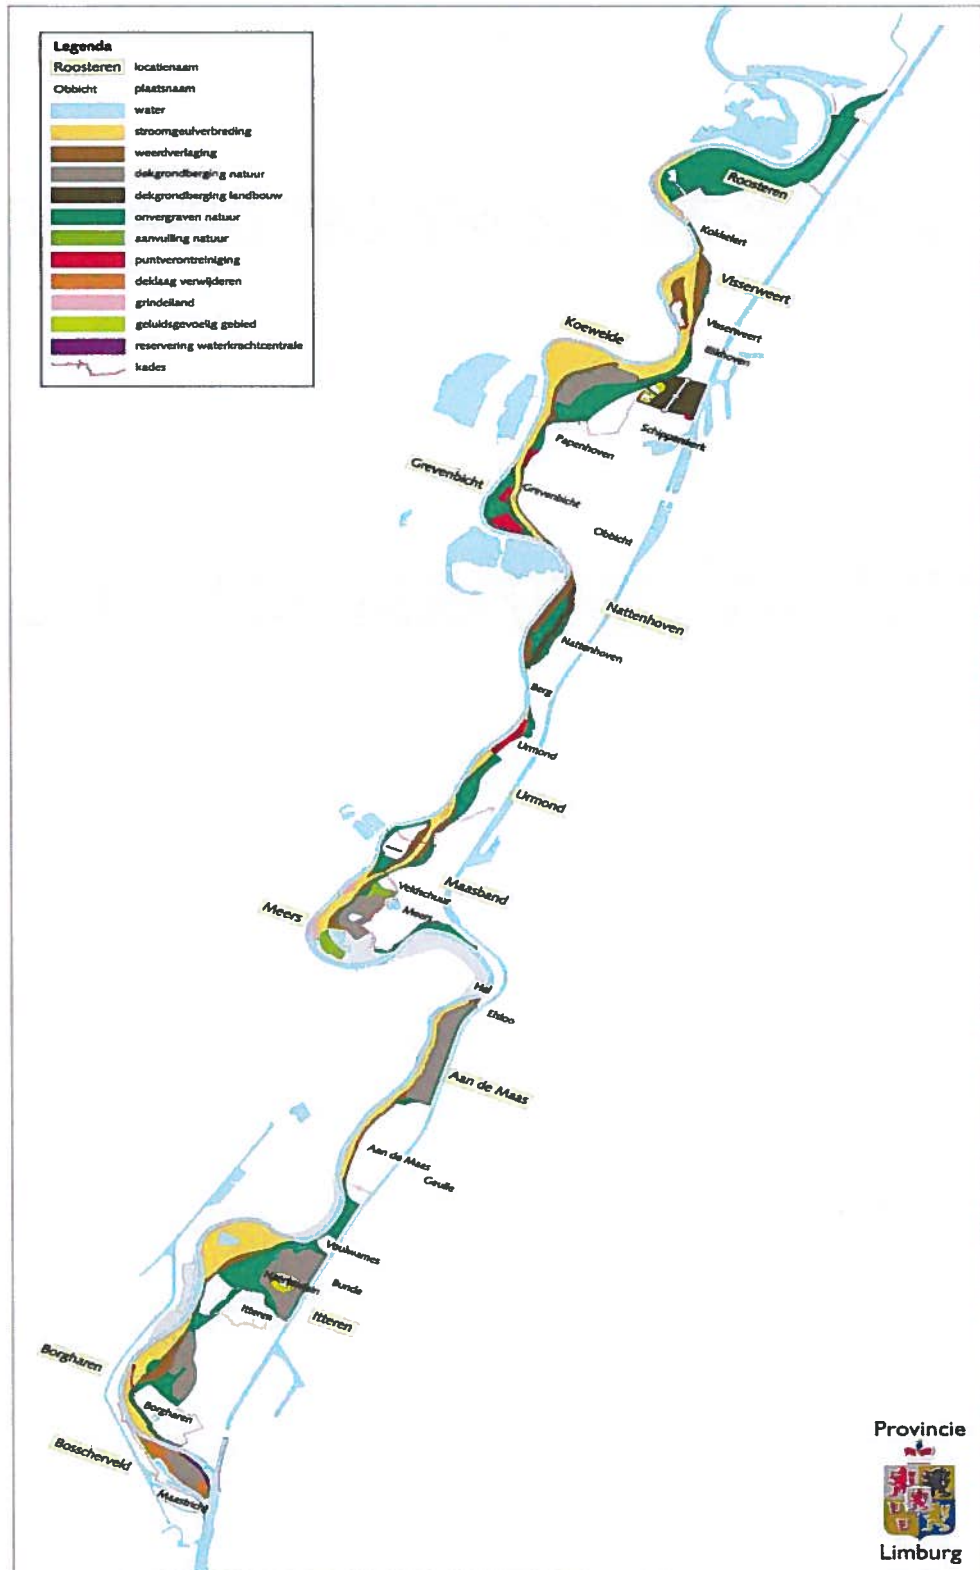 Legenda
Roosteren locatienaam
Obbicht plaatsnaam
water
stroomgeulverbreding
weerdverlaging
dekgrondberging natuur
dekgrondberging landbouw
onvergraven natuur
aanvulling natuur
puntverontreiniging
deklaag verwijderen
grindeiland
geluidsgevoelig gebied
reservering waterkrachtcentrale
kades
Roosteren
Kokkelert
Visserweert
Koeweide
Visserweert
Illikhoven
Schipperskerk
Papenhoven
Grevenbicht
Grevenbicht
Obbicht
Nattenhoven
Nattenhoven
Berg
Urmond
Urmond
Maasband
Veldschuur
Meers
Meers
Hal
Elsloo
Aan de Maas
Aan de Maas
Geulle
Voulwames
Bunde
Itteren
Itteren
Borgharen
Borgharen
Bosscherveld
Maastricht
Provincie
Limburg